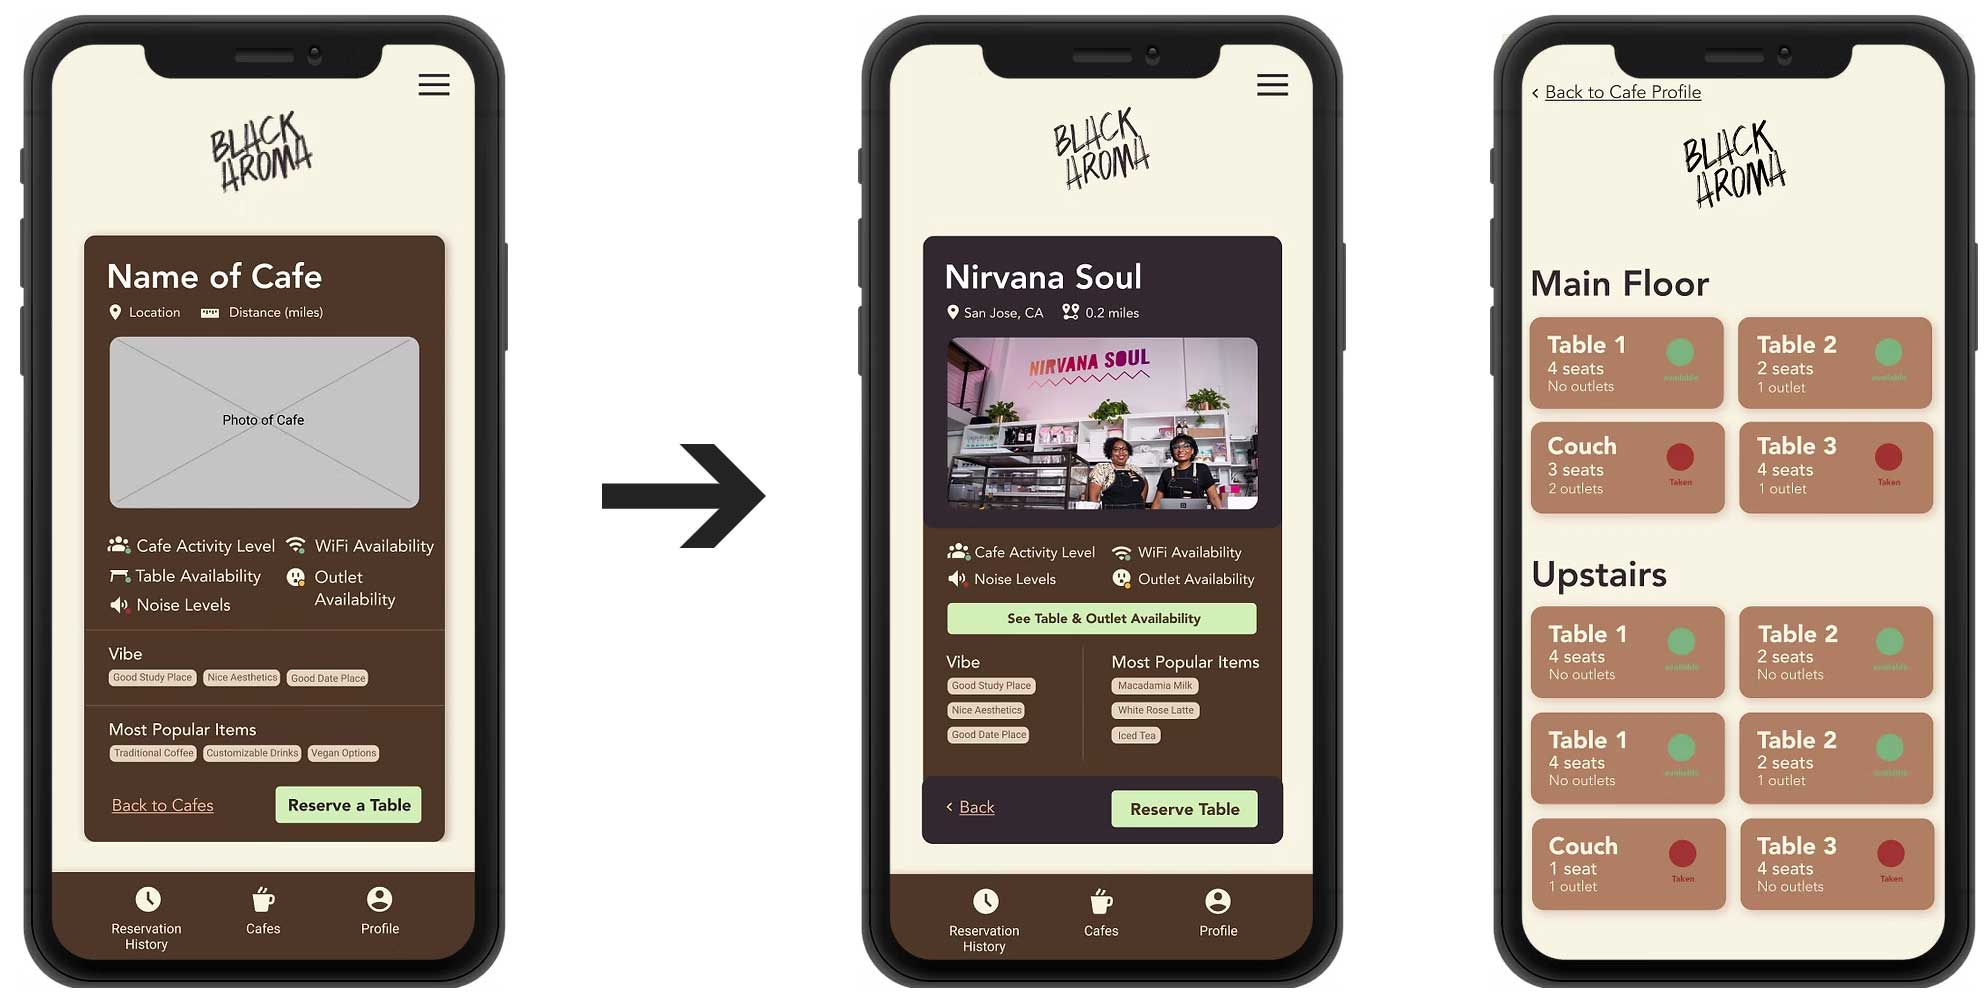 BLACK
AROMA
Name of Cafe
Location Distance (miles)
Photo of Cafe
Cafe Activity Level WiFi Availability
Table Availability Outlet
Availability
Noise Levels
Vibe
Good Study Place Nice Aesthetics Good Date Place
Most Popular Items
Traditional Coffee Customizable Drinks Vegan Options
Back to Cafes Reserve a Table
Reservation
History Cafes Profile
BLACK
AROMA
Nirvana Soul
San Jose, CA 0.2 miles
NIRVANA SOUL
Cafe Activity Level WiFi Availability
Noise Levels Outlet Availability
See Table & Outlet Availability
Vibe Most Popular Items
Good Study Place Macadamia Milk
Nice Aesthetics White Rose Latte
Good Date Place Iced Tea
< Back Reserve Table
Reservation
History Cafes Profile
< Back to Cafe Profile
BLACK
AROMA
Main Floor
Table 1
4 seats
No outlets
available
Table 2
2 seats
1 outlet
available
Couch
3 seats
2 outlets
Taken
Table 3
4 seats
1 outlet
Taken
Upstairs
Table 1
4 seats
No outlets
available
Table 2
2 seats
No outlets
available
Table 1
4 seats
No outlets
available
Table 2
2 seats
1 outlet
available
Couch
1 seat
1 outlet
Taken
Table 3
4 seats
No outlets
Taken